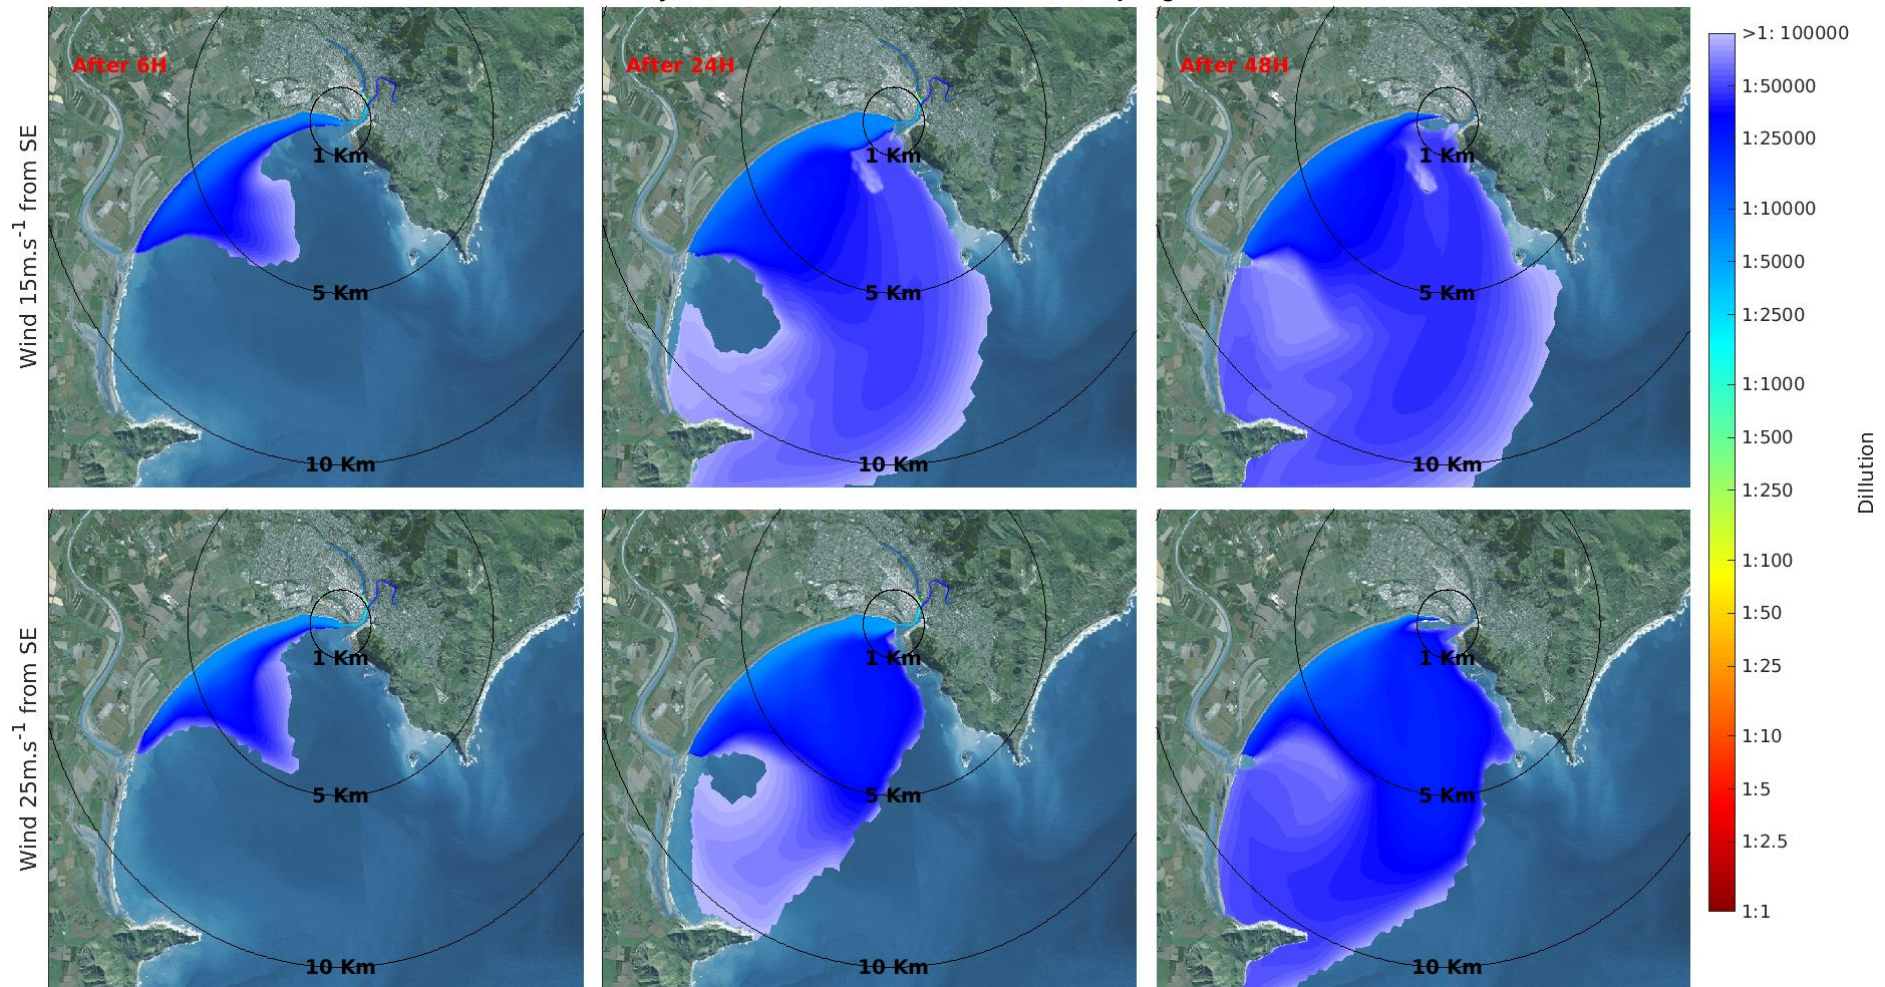 After 6H
After 24H
After 48H
Wind 15m.s-1 from SE
1 Km
5 Km
10 Km
1 Km
5 Km
10 Km
1 Km
5 Km
10 Km
Wind 25m.s-1 from SE
1 Km
5 Km
10 Km
1 Km
5 Km
10 Km
1 Km
5 Km
10 Km
>1: 100000
1:50000
1:25000
1:10000
1:5000
1:2500
1:1000
1:500
1:250
1:100
1:50
1:25
1:10
1:5
1:2.5
1:1
Dillution